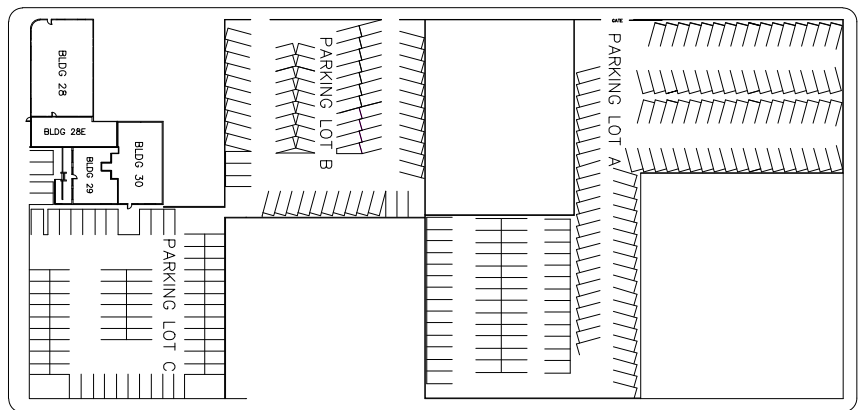 BLDG 28
BLDG 28E
BLDG 29
BLDG 30
PARKING LOT B
PARKING LOT C
GATE
PARKING LOT A